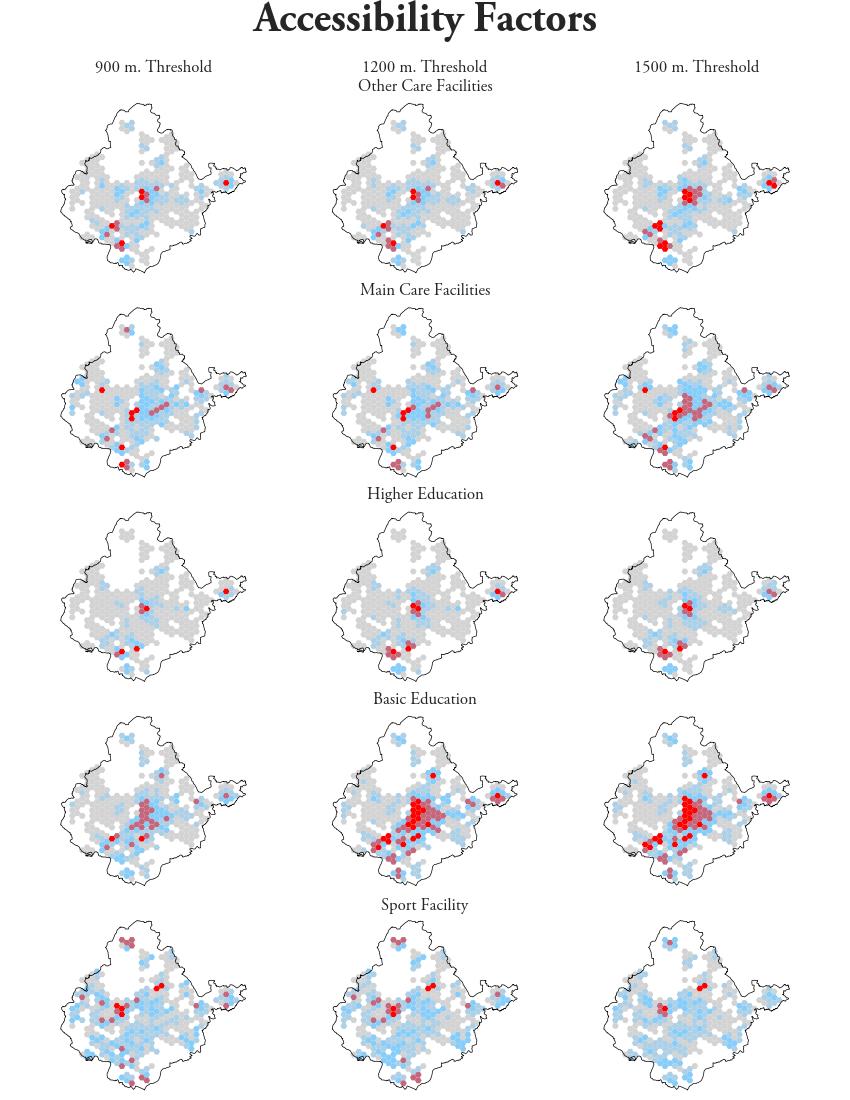 Accessibility Factors
900 m. Threshold
1200 m. Threshold
1500 m. Threshold
Other Care Facilities
Main Care Facilities
Higher Education
Basic Education
Sport Facility